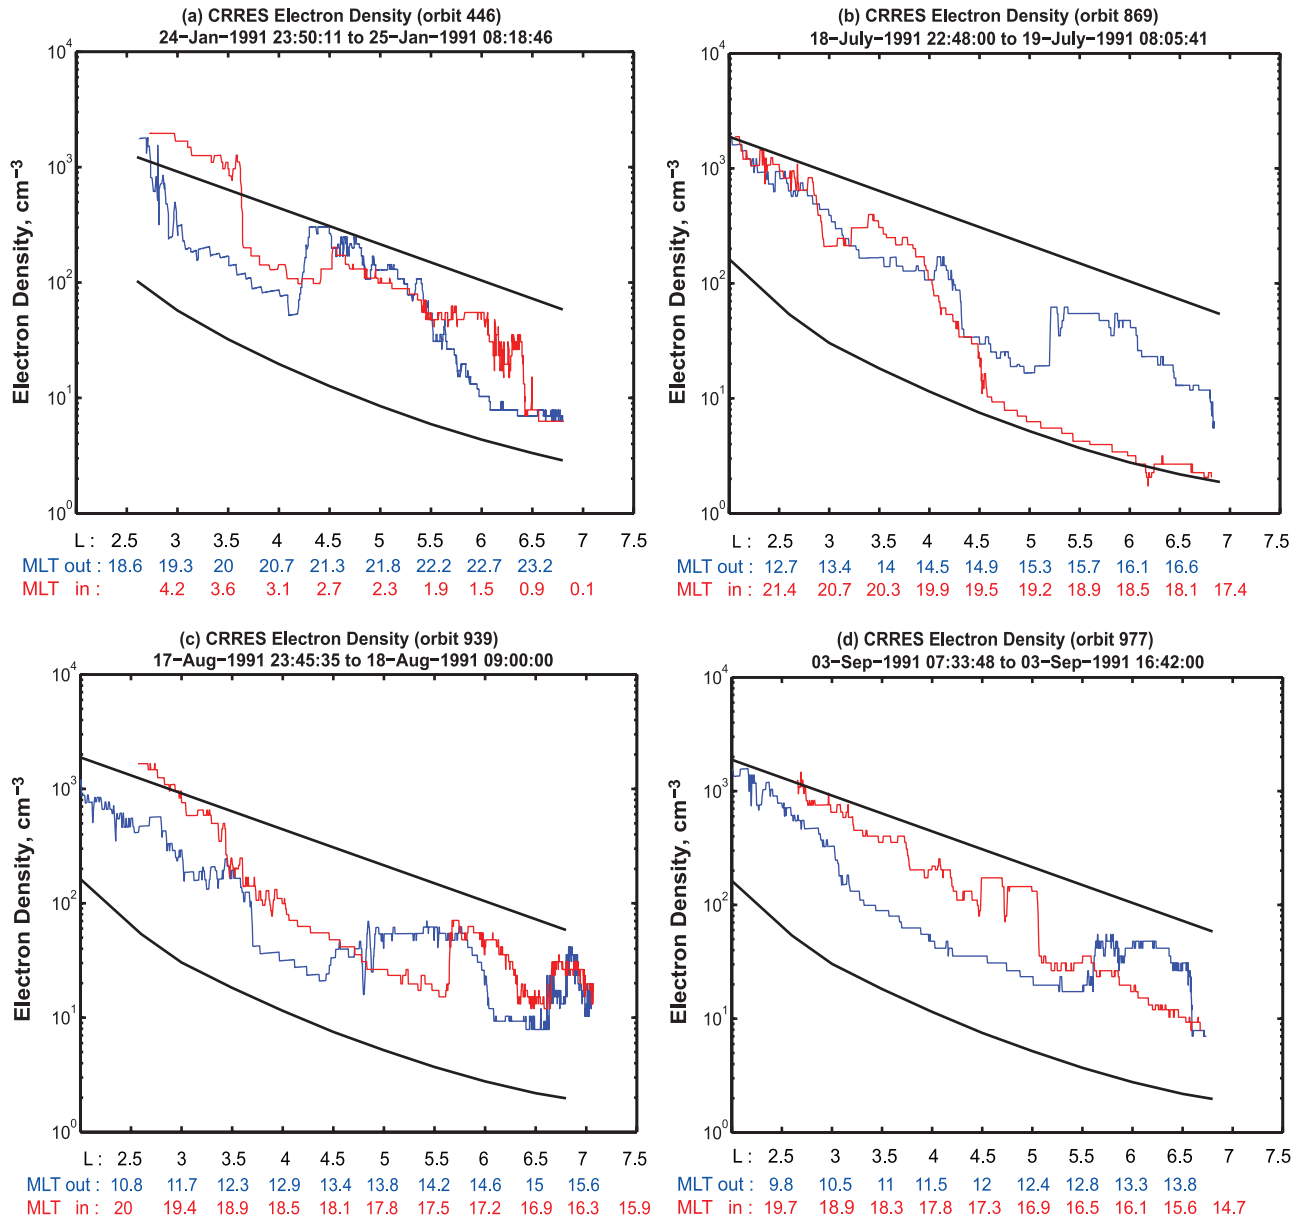 (a) CRRES Electron Density (orbit 446)
24−Jan−1991 23:50:11 to 25−Jan−1991 08:18:46
10^4
10^3
10^2
10^1
10^0
Electron Density, cm^−3
L : 2.5 3 3.5 4 4.5 5 5.5 6 6.5 7 7.5
MLT out : 18.6 19.3 20 20.7 21.3 21.8 22.2 22.7 23.2
MLT in : 4.2 3.6 3.1 2.7 2.3 1.9 1.5 0.9 0.1
(b) CRRES Electron Density (orbit 869)
18−July−1991 22:48:00 to 19−July−1991 08:05:41
10^4
10^3
10^2
10^1
10^0
Electron Density, cm^−3
L : 2.5 3 3.5 4 4.5 5 5.5 6 6.5 7 7.5
MLT out : 12.7 13.4 14 14.5 14.9 15.3 15.7 16.1 16.6
MLT in : 21.4 20.7 20.3 19.9 19.5 19.2 18.9 18.5 18.1 17.4
(c) CRRES Electron Density (orbit 939)
17−Aug−1991 23:45:35 to 18−Aug−1991 09:00:00
10^4
10^3
10^2
10^1
10^0
Electron Density, cm^−3
L : 2.5 3 3.5 4 4.5 5 5.5 6 6.5 7 7.5
MLT out : 10.8 11.7 12.3 12.9 13.4 13.8 14.2 14.6 15 15.6
MLT in : 20 19.4 18.9 18.5 18.1 17.8 17.5 17.2 16.9 16.3 15.9
(d) CRRES Electron Density (orbit 977)
03−Sep−1991 07:33:48 to 03−Sep−1991 16:42:00
10^4
10^3
10^2
10^1
10^0
Electron Density, cm^−3
L : 2.5 3 3.5 4 4.5 5 5.5 6 6.5 7 7.5
MLT out : 9.8 10.5 11 11.5 12 12.4 12.8 13.3 13.8
MLT in : 19.7 18.9 18.3 17.8 17.3 16.9 16.5 16.1 15.6 14.7